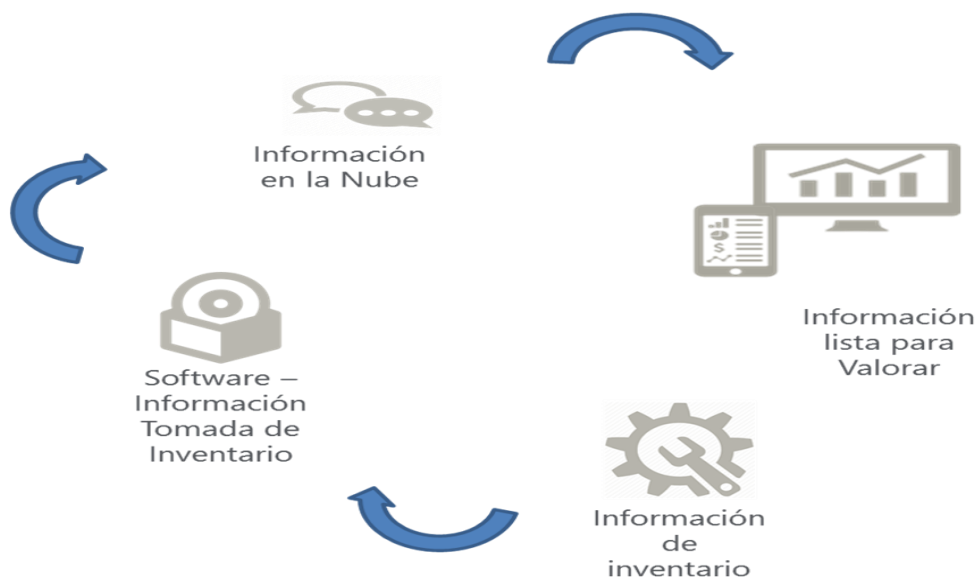 Información
en la Nube
$
Información
lista para
Valorar
Software –
Información
Tomada de
Inventario
Información
de
inventario